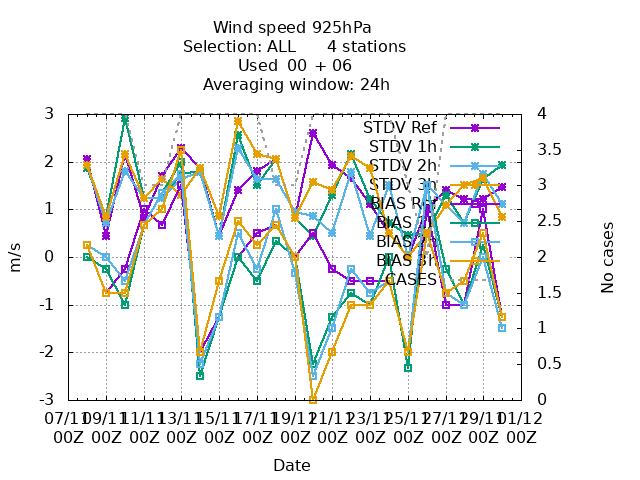 Wind speed 925hPa
Selection: ALL 4 stations
Used 00 + 06
Averaging window: 24h
3
2
1
0
-1
-2
-3
m/s
4
3.5
3
2.5
2
1.5
1
0.5
0
No cases
STDV Ref
STDV 1h
STDV 2h
STDV 3h
BIAS Ref
BIAS 1h
BIAS 2h
BIAS 3h
CASES
07/11 09/11 11/11 13/11 15/11 17/11 19/11 21/11 23/11 25/11 27/11 29/11 01/12
00Z 00Z 00Z 00Z 00Z 00Z 00Z 00Z 00Z 00Z 00Z 00Z 00Z
Date